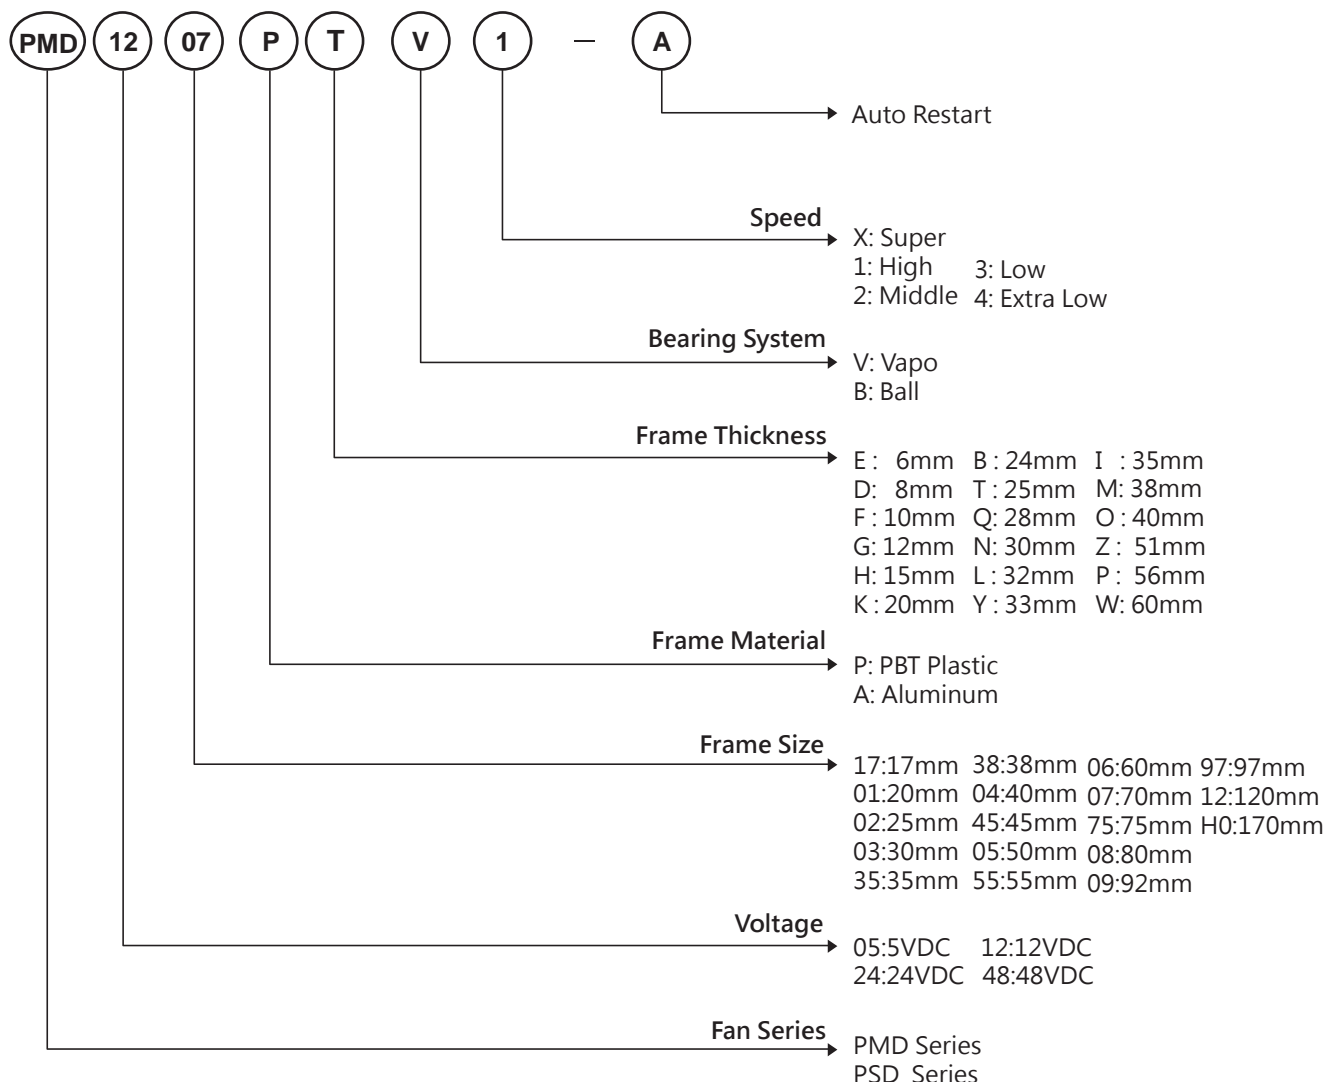 PMD 12 07 P T V 1 — A
Auto Restart
Speed
X: Super
1: High 3: Low
2: Middle 4: Extra Low
Bearing System
V: Vapo
B: Ball
Frame Thickness
E : 6mm B : 24mm I : 35mm
D: 8mm T : 25mm M: 38mm
F : 10mm Q: 28mm O : 40mm
G: 12mm N: 30mm Z : 51mm
H: 15mm L : 32mm P : 56mm
K : 20mm Y : 33mm W: 60mm
Frame Material
P: PBT Plastic
A: Aluminum
Frame Size
17:17mm 38:38mm 06:60mm 97:97mm
01:20mm 04:40mm 07:70mm 12:120mm
02:25mm 45:45mm 75:75mm H0:170mm
03:30mm 05:50mm 08:80mm
35:35mm 55:55mm 09:92mm
Voltage
05:5VDC 12:12VDC
24:24VDC 48:48VDC
Fan Series
PMD Series
PSD Series